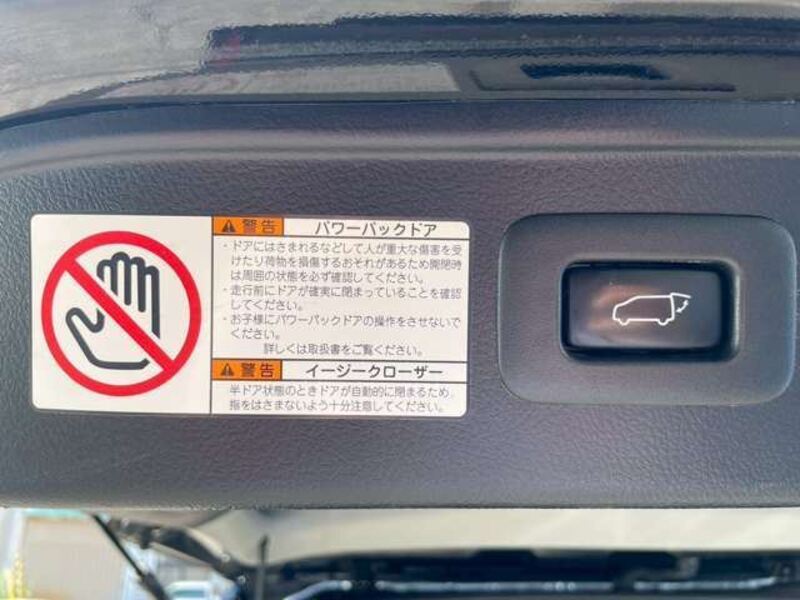 警告 パワーバックドア
・ドアにはさまれるなどして人が重大な傷害を受
けたり荷物を損傷するおそれがあるため開閉時
は周囲の状態を必ず確認してください。
・走行前にドアが確実に閉まっていることを確認
してください。
・お子様にパワーバックドアの操作をさせないで
ください。
詳しくは取扱書をご覧ください。
警告 イージークローザー
半ドア状態のときドアが自動的に閉まるため、
指をはさまないよう十分注意してください。